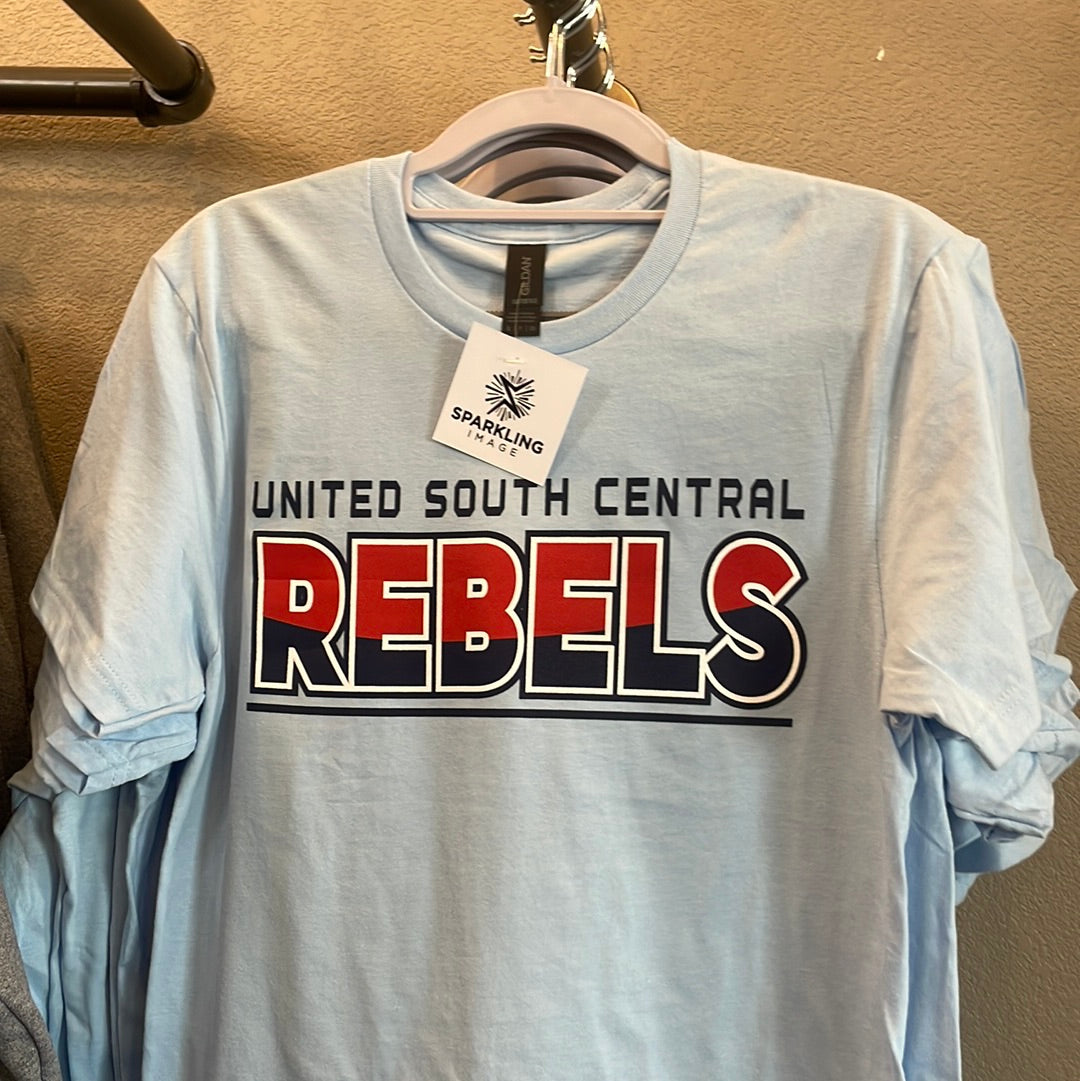 GILDAN
SPARKLING
IMAGE
UNITED SOUTH CENTRAL
REBELS